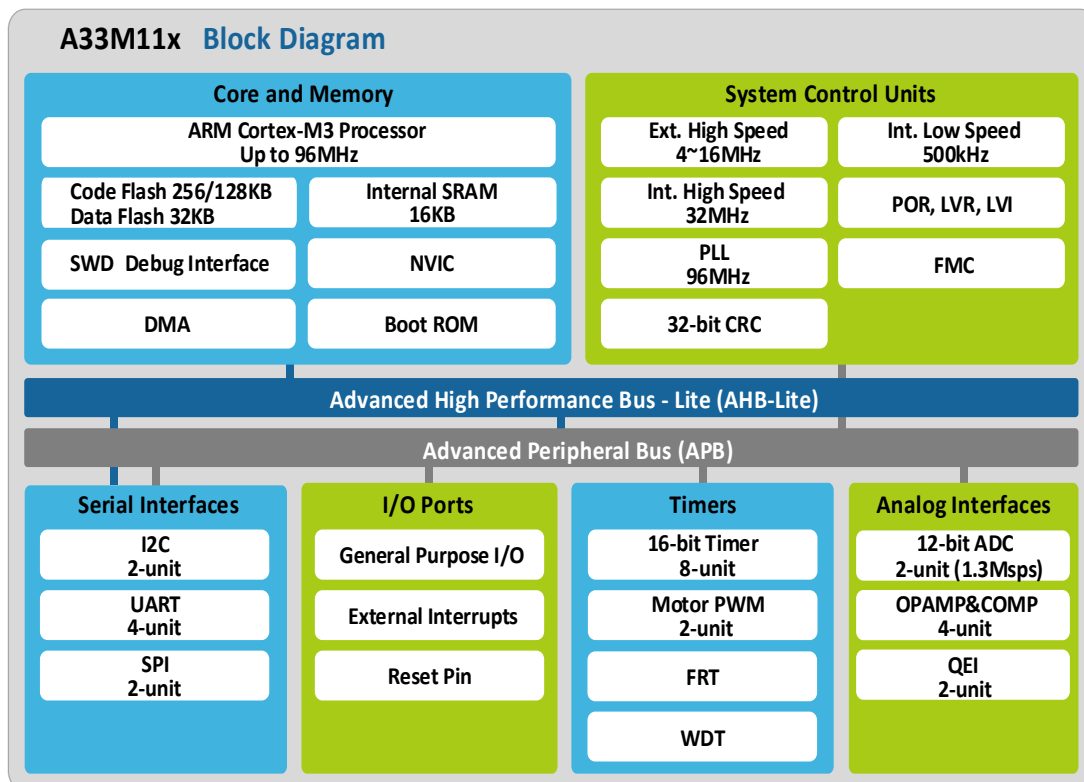 A33M11x Block Diagram
Core and Memory
ARM Cortex-M3 Processor
Up to 96MHz
Code Flash 256/128KB
Data Flash 32KB
Internal SRAM
16KB
SWD Debug Interface
NVIC
DMA
Boot ROM
System Control Units
Ext. High Speed
4~16MHz
Int. Low Speed
500kHz
Int. High Speed
32MHz
POR, LVR, LVI
PLL
96MHz
FMC
32-bit CRC
Advanced High Performance Bus - Lite (AHB-Lite)
Advanced Peripheral Bus (APB)
Serial Interfaces
I2C
2-unit
UART
4-unit
SPI
2-unit
I/O Ports
General Purpose I/O
External Interrupts
Reset Pin
Timers
16-bit Timer
8-unit
Motor PWM
2-unit
FRT
WDT
Analog Interfaces
12-bit ADC
2-unit (1.3Msps)
OPAMP&COMP
4-unit
QEI
2-unit